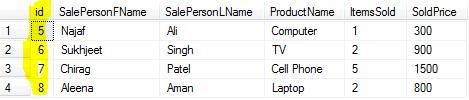 id SalePersonFName SalePersonLName ProductName ItemsSold SoldPrice
1 5 Najaf Ali Computer 1 300
2 6 Sukhjeet Singh TV 2 900
3 7 Chirag Patel Cell Phone 5 1500
4 8 Aleena Aman Laptop 2 800